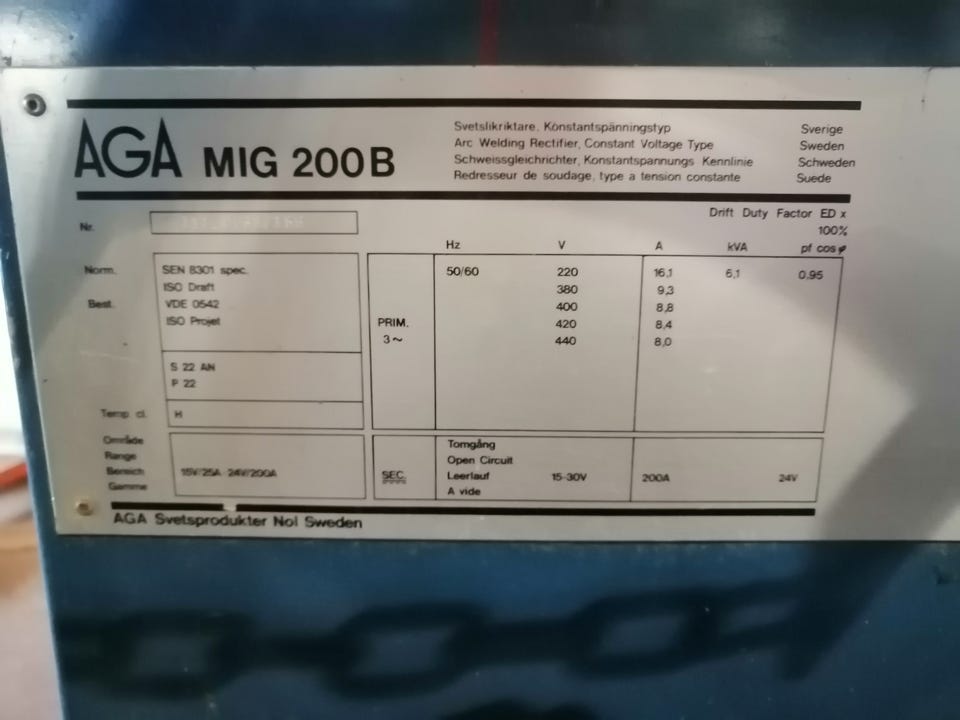 AGA MIG 200B
Svetslikriktare, Konstantspänningstyp Sverige
Arc Welding Rectifier, Constant Voltage Type Sweden
Schweissgleichrichter, Konstantspannungs Kennlinie Schweden
Redresseur de soudage, type a tension constante Suede
Nr.
Drift Duty Factor ED x
100%
Hz V A kVA pf cos φ
Norm. SEN 8301 spec.
ISO Draft
Best. VDE 0542
ISO Projet
S 22 AN
P 22
Temp cl. H
PRIM.
3~
50/60 220 16,1 6,1 0.95
380 9,3
400 8,8
420 8,4
440 8,0
Område
Range
Bereich
Gamme
15V/25A 24V/200A
SEC.
Tomgång
Open Circuit
Leerlauf 15-30V 200A 24V
A vide
AGA Svetsprodukter Nol Sweden